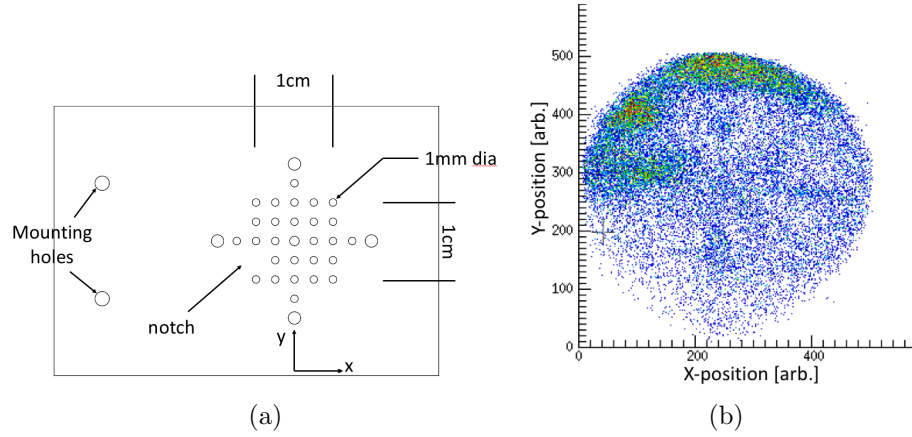 1cm
1mm dia
Mounting
holes
1cm
notch
y
x
(a)
500
400
300
200
100
0
0
200
400
Y-position [arb.]
X-position [arb.]
(b)